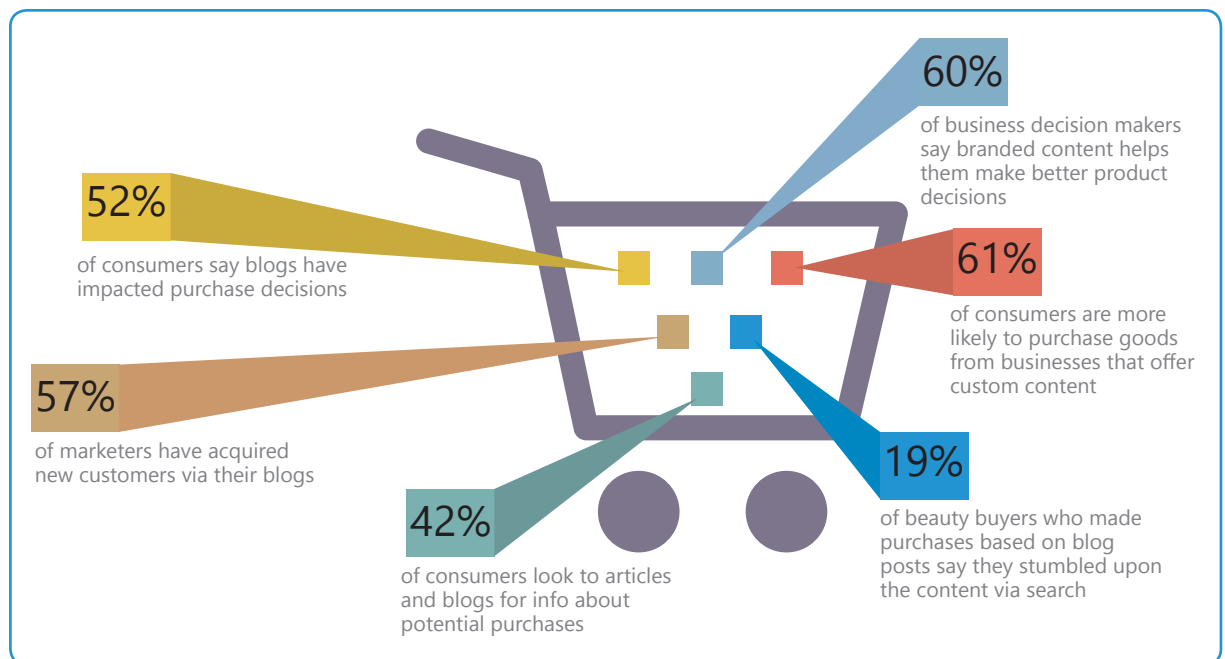 60%
of business decision makers
say branded content helps
them make better product
decisions
52%
of consumers say blogs have
impacted purchase decisions
61%
of consumers are more
likely to purchase goods
from businesses that offer
custom content
57%
of marketers have acquired
new customers via their blogs
19%
of beauty buyers who made
purchases based on blog
posts say they stumbled upon
the content via search
42%
of consumers look to articles
and blogs for info about
potential purchases